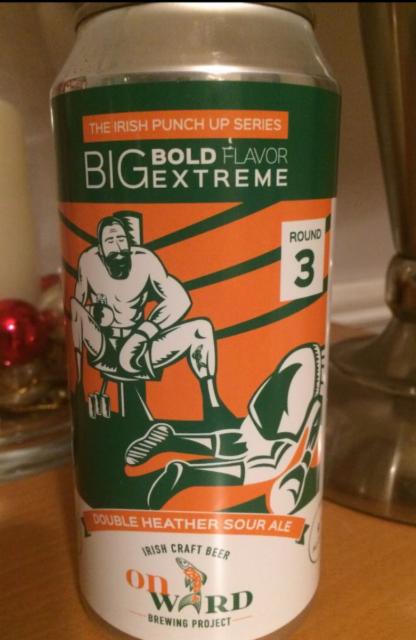 THE IRISH PUNCH UP SERIES
BIG BOLD FLAVOR
EXTREME
ROUND
3
DOUBLE HEATHER SOUR ALE
IRISH CRAFT BEER
on
WARD
BREWING PROJECT